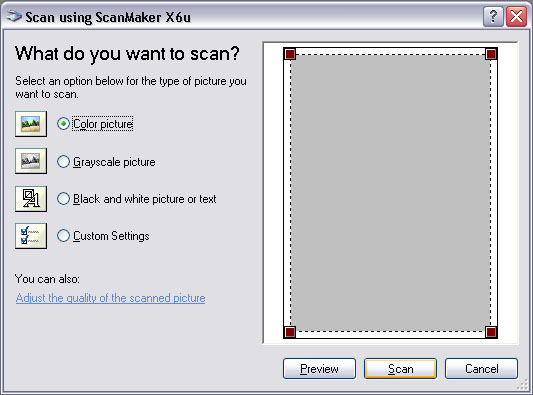 Scan using ScanMaker X6u
What do you want to scan?
Select an option below for the type of picture you
want to scan.
Color picture
Grayscale picture
Black and white picture or text
Custom Settings
You can also:
Adjust the quality of the scanned picture
Preview
Scan
Cancel